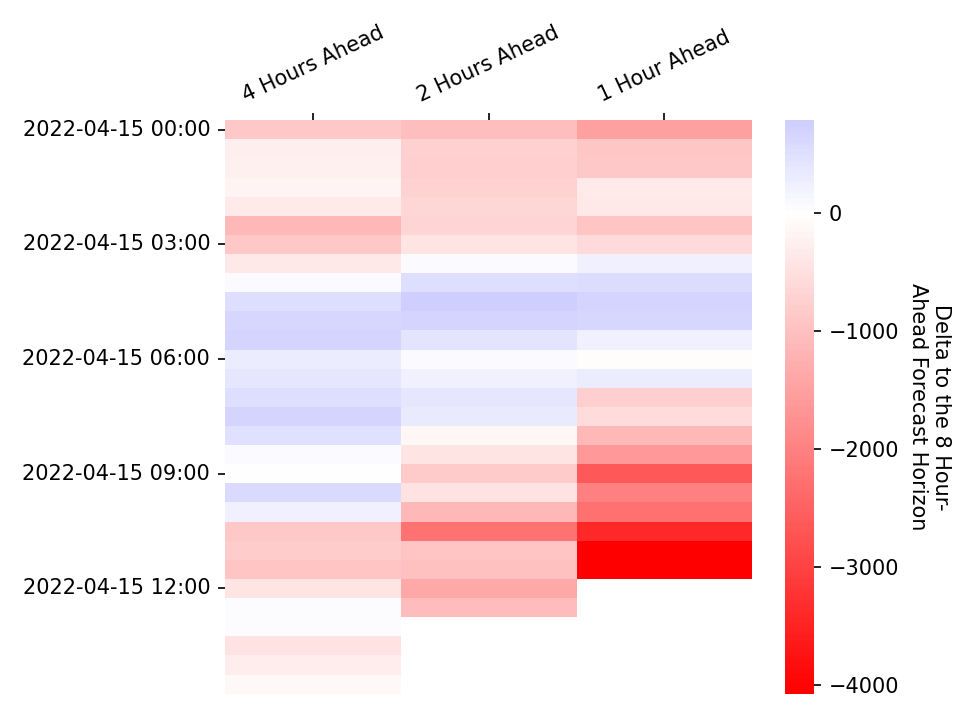 4 Hours Ahead
2 Hours Ahead
1 Hour Ahead
2022-04-15 00:00
2022-04-15 03:00
2022-04-15 06:00
2022-04-15 09:00
2022-04-15 12:00
0
−1000
−2000
−3000
−4000
Delta to the 8 Hour-
Ahead Forecast Horizon